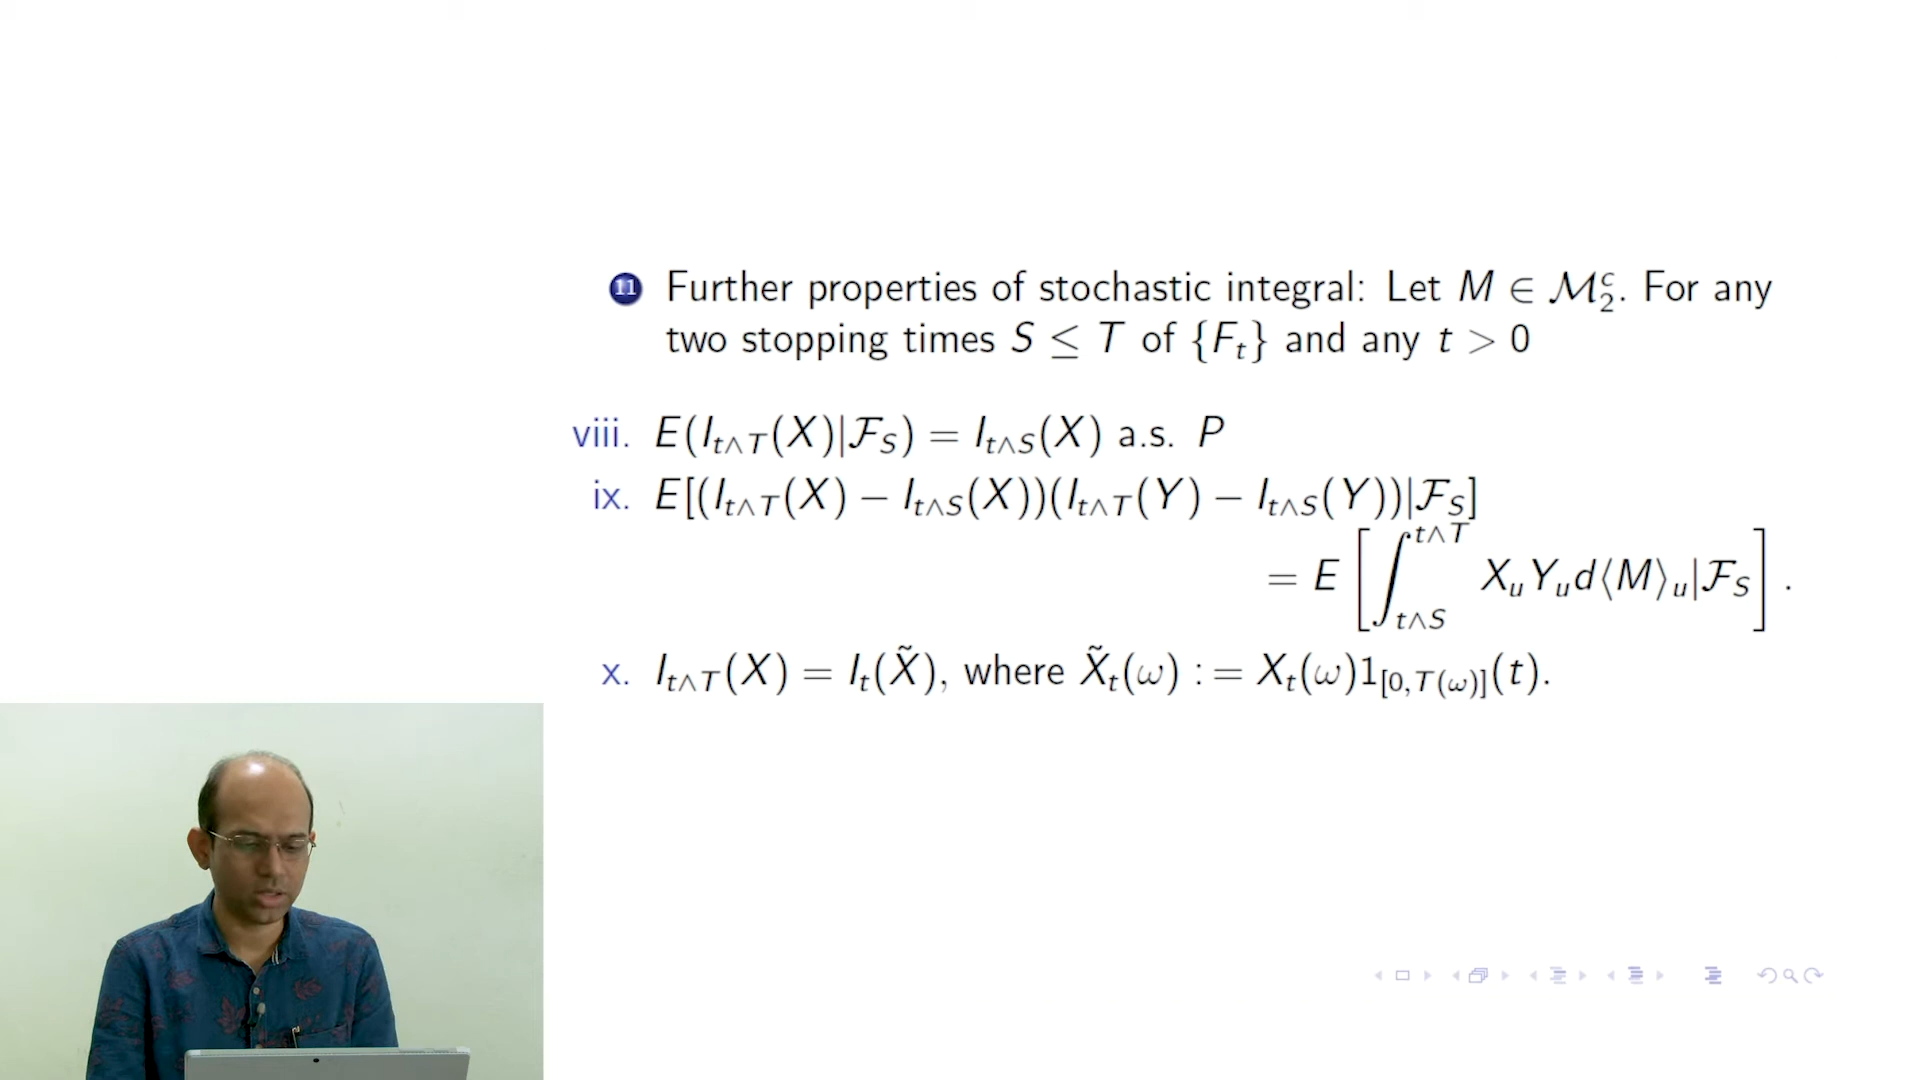 11 Further properties of stochastic integral: Let M ∈ ℳ₂ᶜ. For any
two stopping times S ≤ T of {F_t} and any t > 0
viii. E(I_{t∧T}(X)|ℱ_S) = I_{t∧S}(X) a.s. P
ix. E[(I_{t∧T}(X) − I_{t∧S}(X))(I_{t∧T}(Y) − I_{t∧S}(Y))|ℱ_S]
= E [∫_{t∧S}^{t∧T} X_u Y_u d⟨M⟩_u|ℱ_S] .
x. I_{t∧T}(X) = I_t(X̃), where X̃_t(ω) := X_t(ω)1_{[0,T(ω)]}(t).